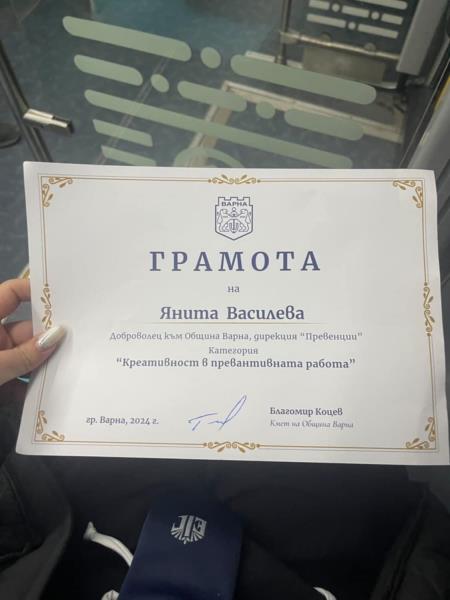 ВАРНА
ГРАМОТА
на
Янита Василева
Доброволец към Община Варна, дирекция "Превенции"
Категория
"Креативност в превантивната работа"
гр. Варна, 2024 г.
Благомир Коцев
Кмет на Община Варна